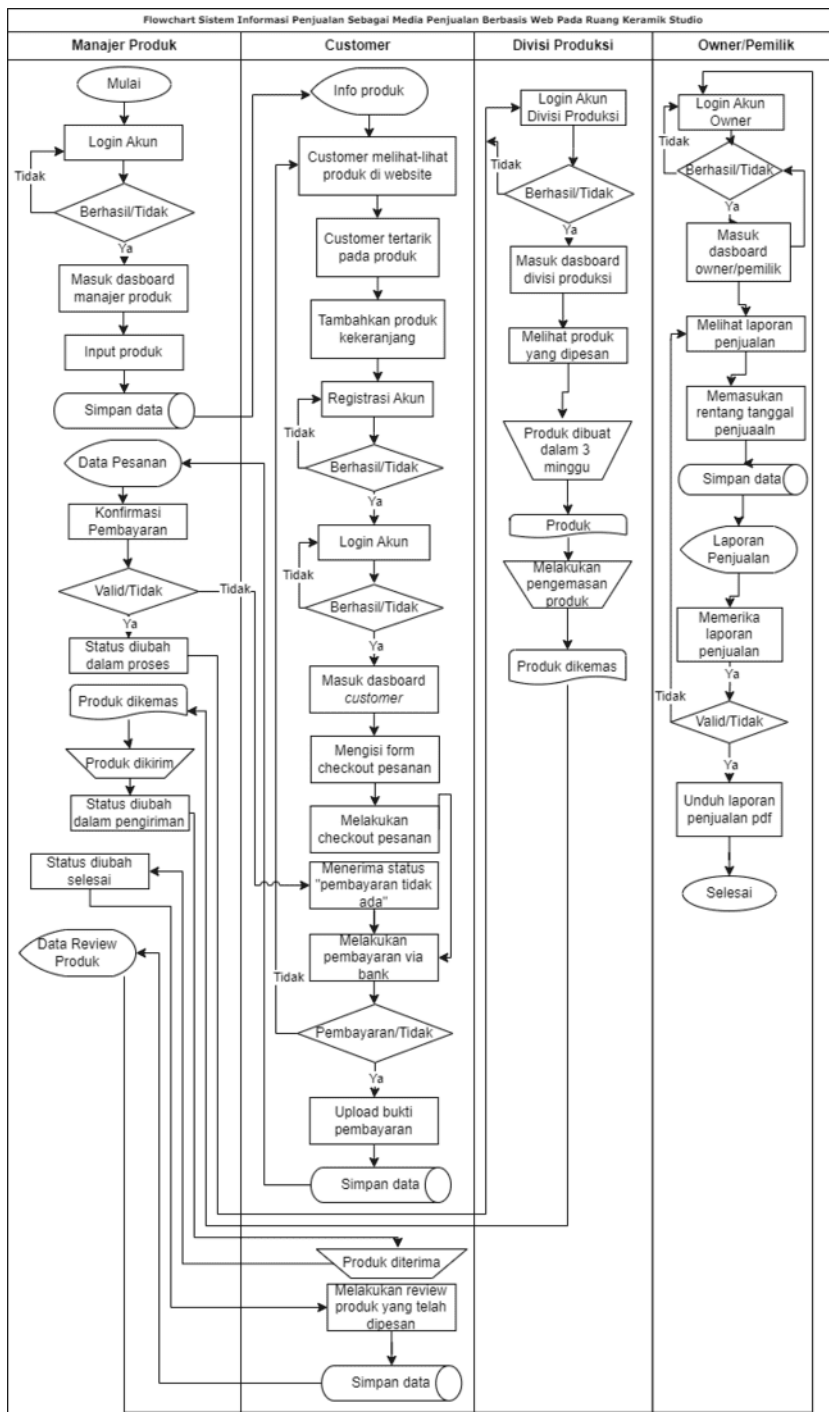 Flowchart Sistem Informasi Penjualan Sebagai Media Penjualan Berbasis Web Pada Ruang Keramik Studio
Manajer Produk
Mulai
Login Akun
Tidak
Berhasil/Tidak
Ya
Masuk dasboard
manajer produk
Input produk
Simpan data
Data Pesanan
Konfirmasi
Pembayaran
Valid/Tidak
Tidak
Ya
Status diubah
dalam proses
Produk dikemas
Produk dikirim
Status diubah
dalam pengiriman
Status diubah
selesai
Data Review
Produk
Customer
Info produk
Customer melihat-lihat
produk di website
Customer tertarik
pada produk
Tambahkan produk
kekeranjang
Registrasi Akun
Tidak
Berhasil/Tidak
Ya
Login Akun
Tidak
Berhasil/Tidak
Ya
Masuk dasboard
customer
Mengisi form
checkout pesanan
Melakukan
checkout pesanan
Menerima status
"pembayaran tidak
ada"
Melakukan
pembayaran via
bank
Tidak
Pembayaran/Tidak
Ya
Upload bukti
pembayaran
Simpan data
Produk diterima
Melakukan review
produk yang telah
dipesan
Simpan data
Divisi Produksi
Login Akun
Divisi Produksi
Tidak
Berhasil/Tidak
Ya
Masuk dasboard
divisi produksi
Melihat produk
yang dipesan
Produk dibuat
dalam 3
minggu
Produk
Melakukan
pengemasan
produk
Produk dikemas
Owner/Pemilik
Login Akun
Owner
Tidak
Berhasil/Tidak
Ya
Masuk
dasboard
owner/pemilik
Melihat laporan
penjualan
Memasukan
rentang tanggal
penjuaaln
Simpan data
Laporan
Penjualan
Memerika
laporan
penjualan
Ya
Tidak
Valid/Tidak
Ya
Unduh laporan
penjualan pdf
Selesai